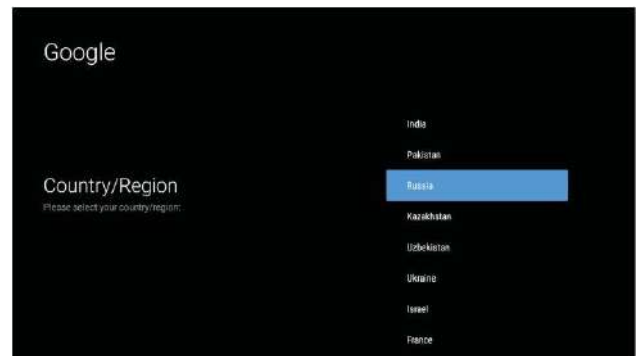 Google
Country/Region
Please select your country/region:
India
Pakistan
Russia
Kazakhstan
Uzbekistan
Ukraine
Israel
France